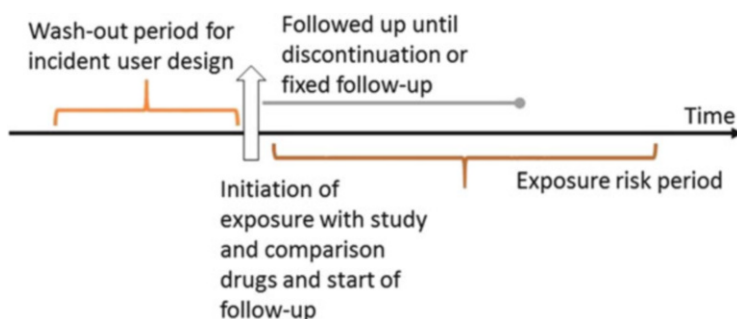 Wash-out period for
incident user design
Followed up until
discontinuation or
fixed follow-up
Time
Initiation of
exposure with study
and comparison
drugs and start of
follow-up
Exposure risk period